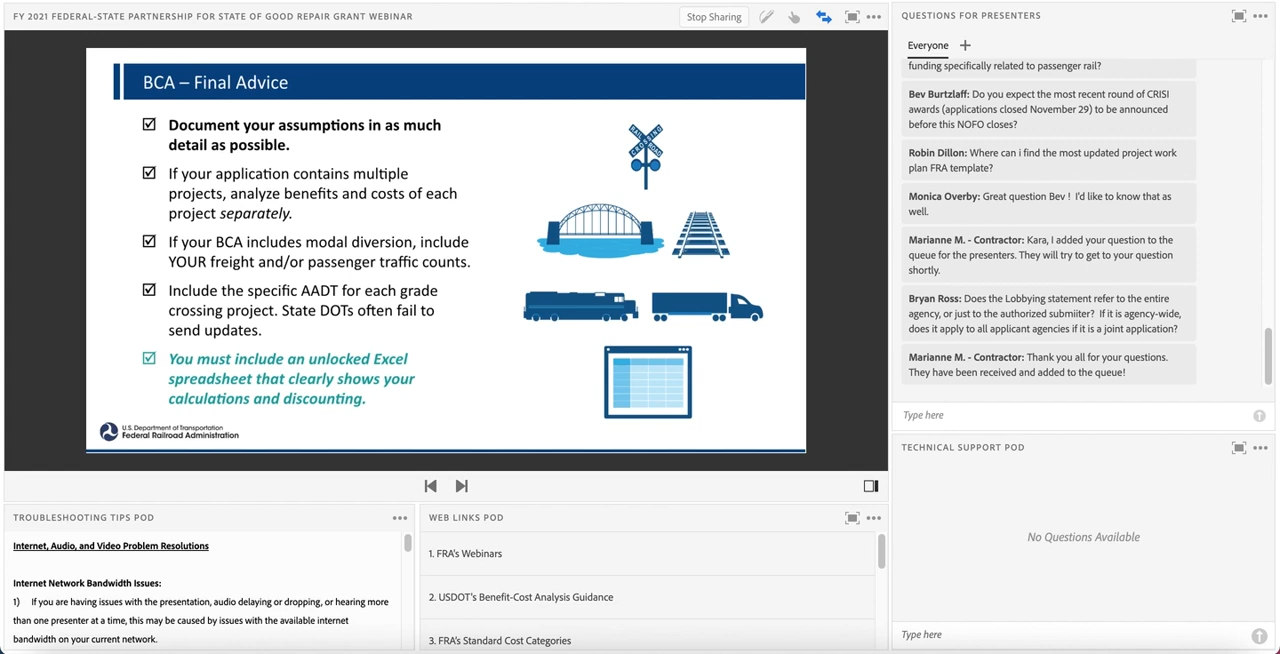 FY 2021 FEDERAL-STATE PARTNERSHIP FOR STATE OF GOOD REPAIR GRANT WEBINAR
Stop Sharing
BCA – Final Advice
Document your assumptions in as much
detail as possible.
If your application contains multiple
projects, analyze benefits and costs of each
project separately.
If your BCA includes modal diversion, include
YOUR freight and/or passenger traffic counts.
Include the specific AADT for each grade
crossing project. State DOTs often fail to
send updates.
You must include an unlocked Excel
spreadsheet that clearly shows your
calculations and discounting.
RAIL CROSSING ROAD
U.S. Department of Transportation
Federal Railroad Administration
QUESTIONS FOR PRESENTERS
Everyone
funding specifically related to passenger rail?
Bev Burtzlaff: Do you expect the most recent round of CRISI
awards (applications closed November 29) to be announced
before this NOFO closes?
Robin Dillon: Where can i find the most updated project work
plan FRA template?
Monica Overby: Great question Bev ! I'd like to know that as
well.
Marianne M. - Contractor: Kara, I added your question to the
queue for the presenters. They will try to get to your question
shortly.
Bryan Ross: Does the Lobbying statement refer to the entire
agency, or just to the authorized submiiter? If it is agency-wide,
does it apply to all applicant agencies if it is a joint application?
Marianne M. - Contractor: Thank you all for your questions.
They have been received and added to the queue!
Type here
TECHNICAL SUPPORT POD
No Questions Available
Type here
TROUBLESHOOTING TIPS POD
Internet, Audio, and Video Problem Resolutions
Internet Network Bandwidth Issues:
1) If you are having issues with the presentation, audio delaying or dropping, or hearing more
than one presenter at a time, this may be caused by issues with the available internet
bandwidth on your current network.
WEB LINKS POD
1. FRA's Webinars
2. USDOT's Benefit-Cost Analysis Guidance
3. FRA's Standard Cost Categories